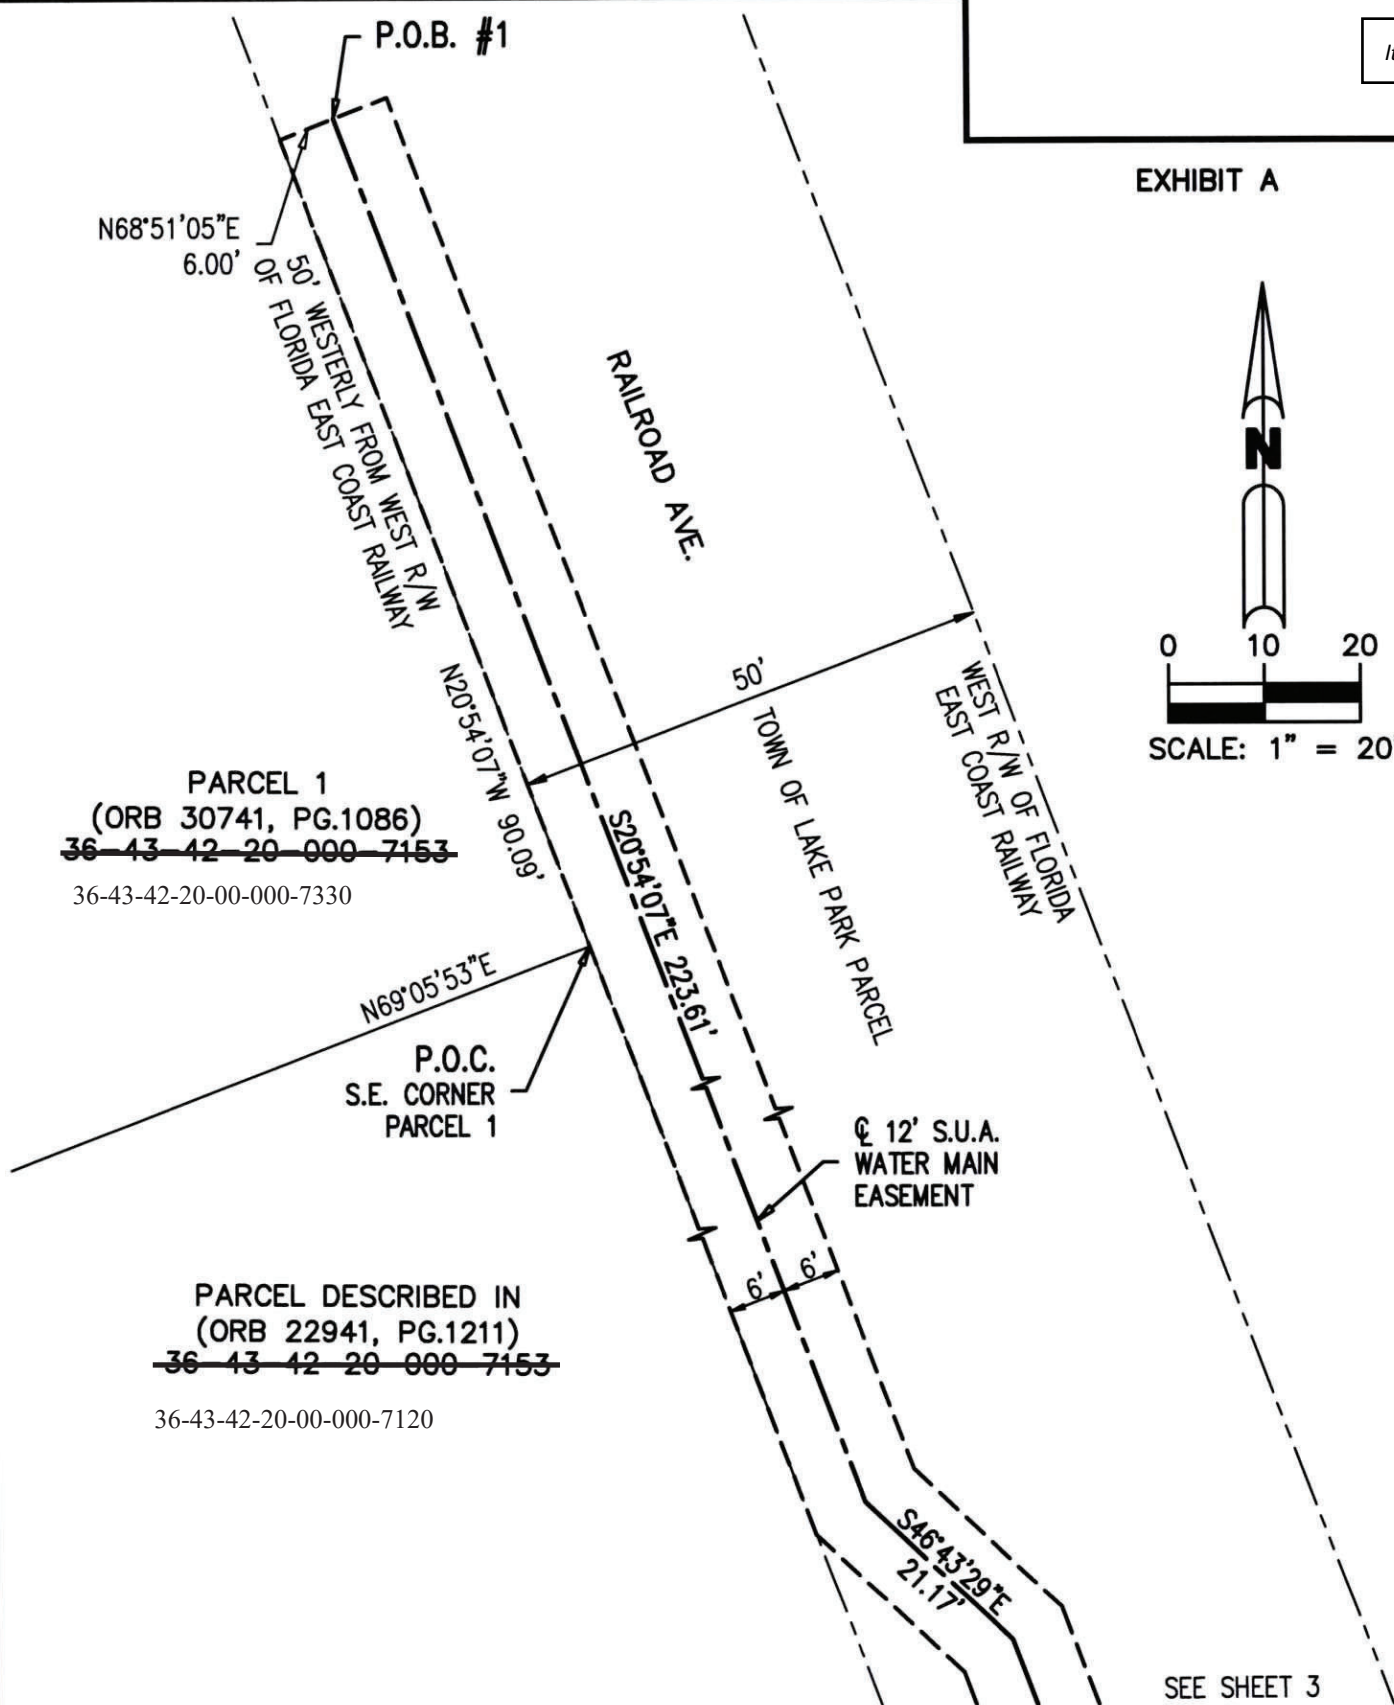 P.O.B. #1
EXHIBIT A
N68°51'05"E
6.00'
50' WESTERLY FROM WEST R/W
OF FLORIDA EAST COAST RAILWAY
RAILROAD AVE.
N
0 10 20
SCALE: 1" = 20'
50'
N20°54'07"W 90.09'
TOWN OF LAKE PARK PARCEL
WEST R/W OF FLORIDA
EAST COAST RAILWAY
PARCEL 1
(ORB 30741, PG.1086)
36-43-42-20-000-7153
36-43-42-20-00-000-7330
S20°54'07"E 223.61'
N69°05'53"E
P.O.C.
S.E. CORNER
PARCEL 1
℄ 12' S.U.A.
WATER MAIN
EASEMENT
6' 6'
PARCEL DESCRIBED IN
(ORB 22941, PG.1211)
36-43-42-20-000-7153
36-43-42-20-00-000-7120
S46°43'29"E
21.17'
SEE SHEET 3